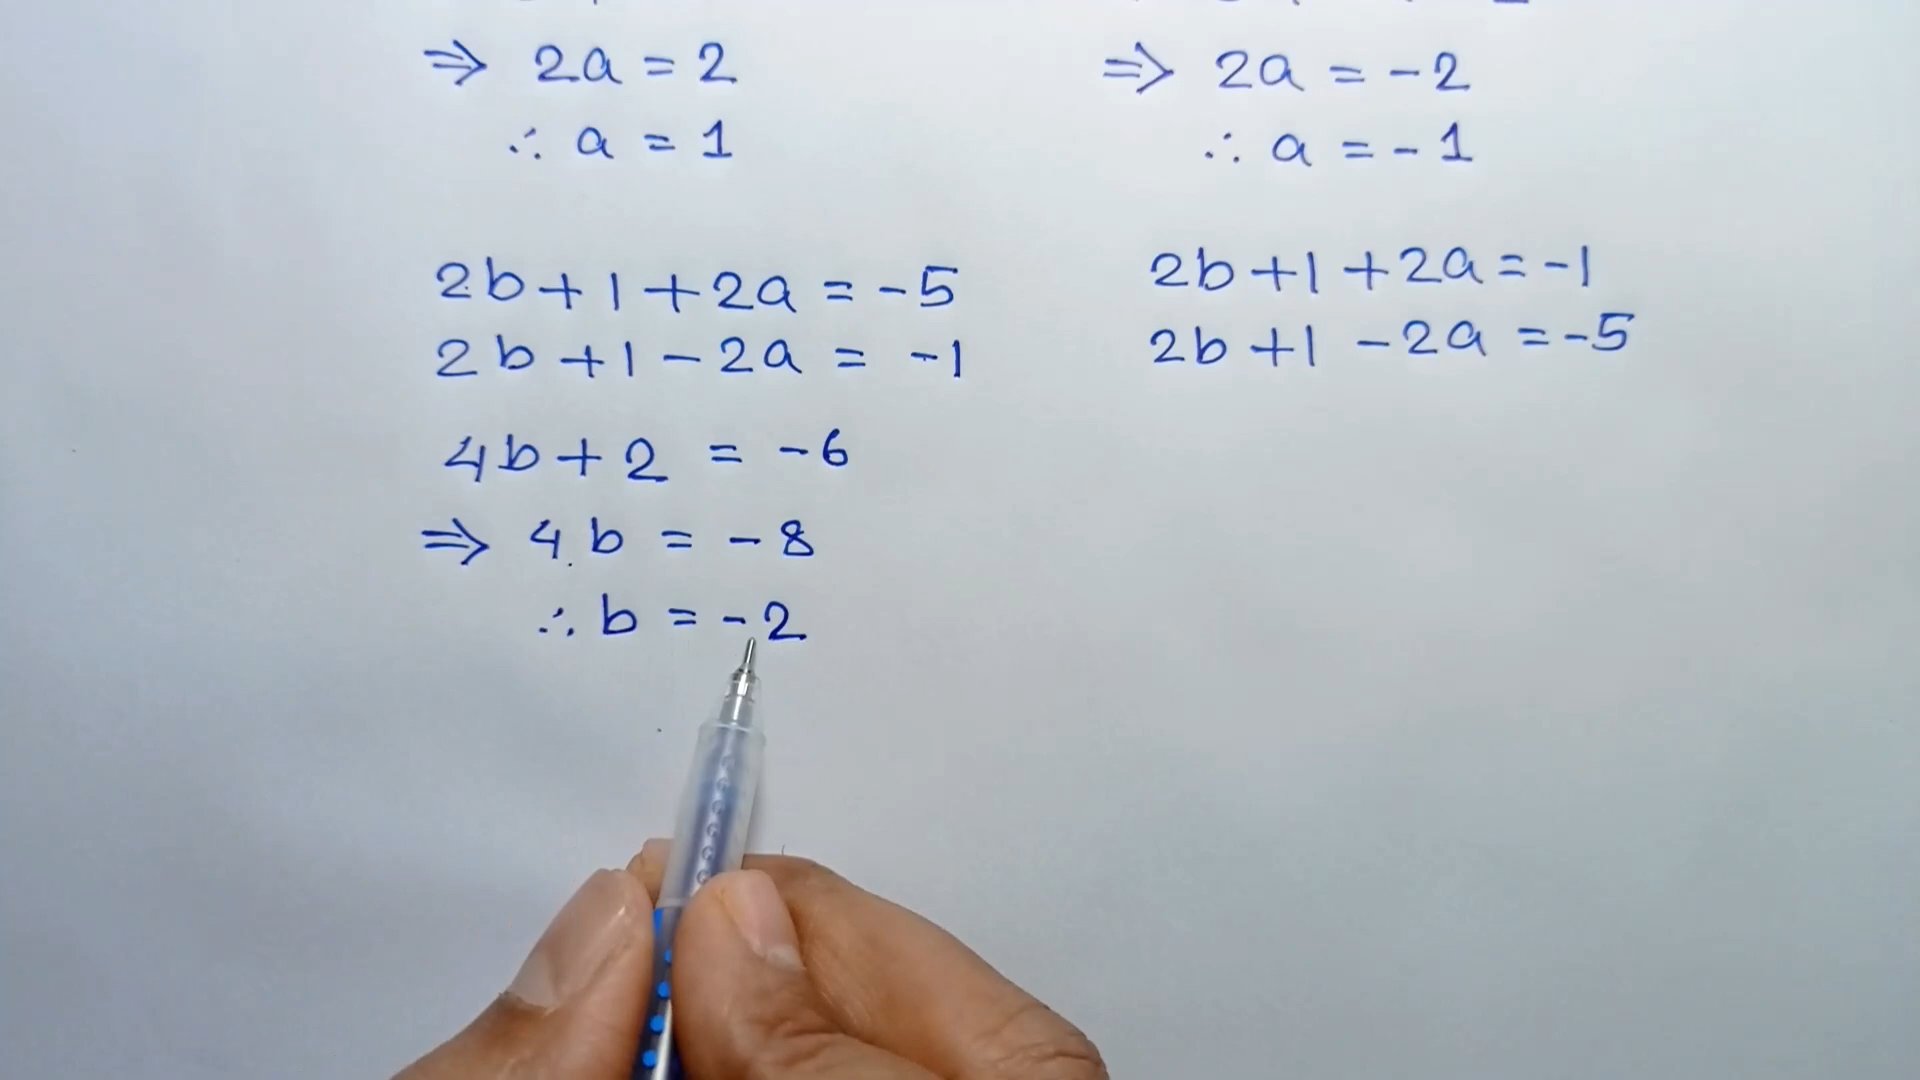 ⇒ 2a = 2
∴ a = 1
2b + 1 + 2a = -5
2b + 1 - 2a = -1
4b + 2 = -6
⇒ 4b = -8
∴ b = -2
⇒ 2a = -2
∴ a = -1
2b + 1 + 2a = -1
2b + 1 - 2a = -5